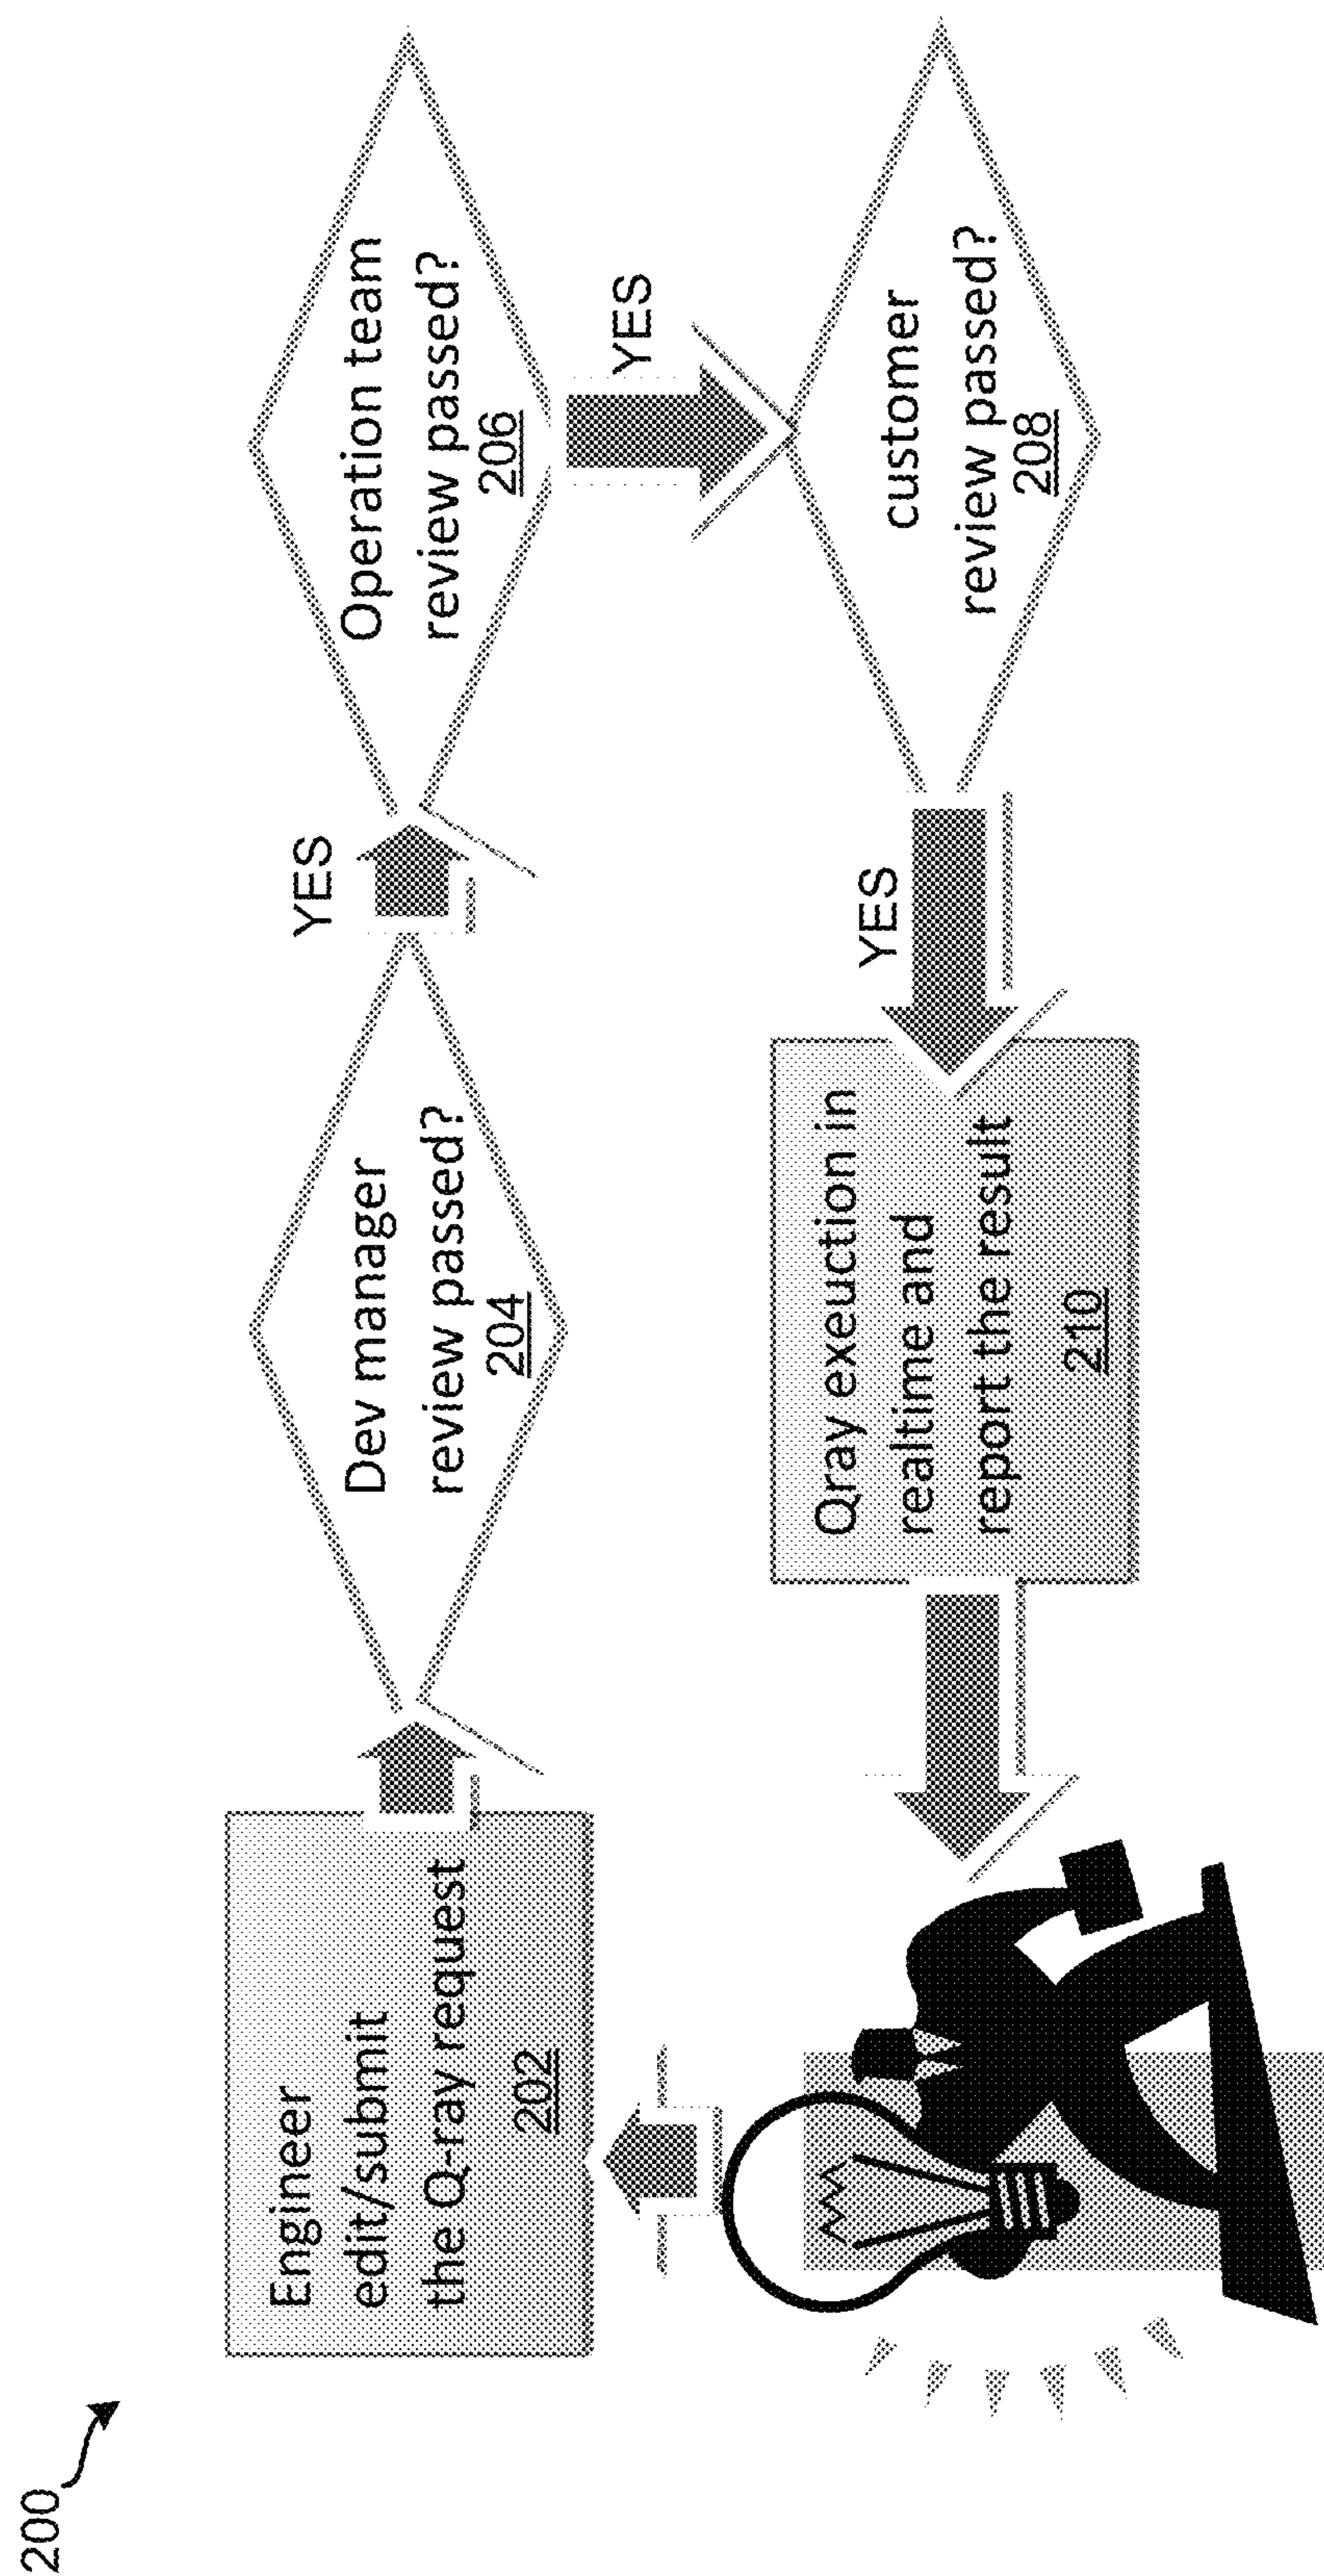 200
Engineer
edit/submit
the Q-ray request
202
Dev manager
review passed?
204
YES
Operation team
review passed?
206
YES
customer
review passed?
208
YES
Qray exeuction in
realtime and
report the result
210